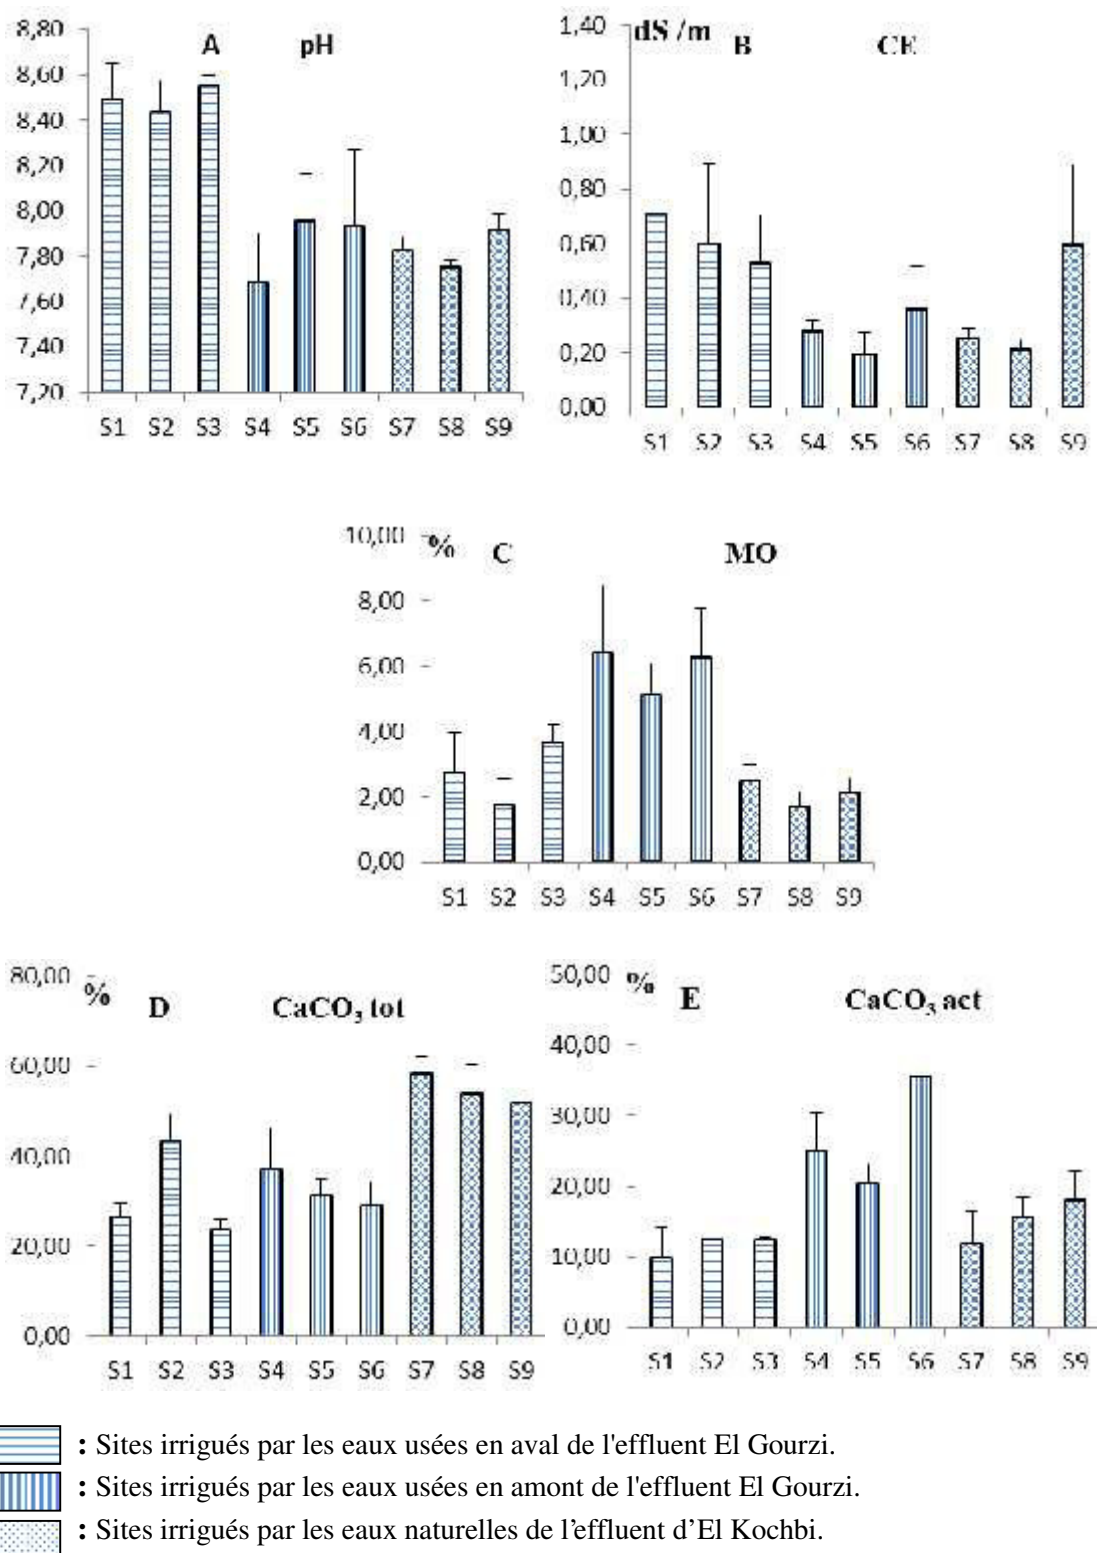 A pH
8,80
8,60
8,40
8,20
8,00
7,80
7,60
7,40
7,20
S1 S2 S3 S4 S5 S6 S7 S8 S9
dS /m B CE
1,40
1,20
1,00
0,80
0,60
0,40
0,20
0,00
S1 S2 S3 S4 S5 S6 S7 S8 S9
% C MO
10,00
8,00
6,00
4,00
2,00
0,00
S1 S2 S3 S4 S5 S6 S7 S8 S9
% D CaCO₃ tot
80,00
60,00
40,00
20,00
0,00
S1 S2 S3 S4 S5 S6 S7 S8 S9
% E CaCO₃ act
50,00
40,00
30,00
20,00
10,00
0,00
S1 S2 S3 S4 S5 S6 S7 S8 S9
: Sites irrigués par les eaux usées en aval de l'effluent El Gourzi.
: Sites irrigués par les eaux usées en amont de l'effluent El Gourzi.
: Sites irrigués par les eaux naturelles de l’effluent d’El Kochbi.